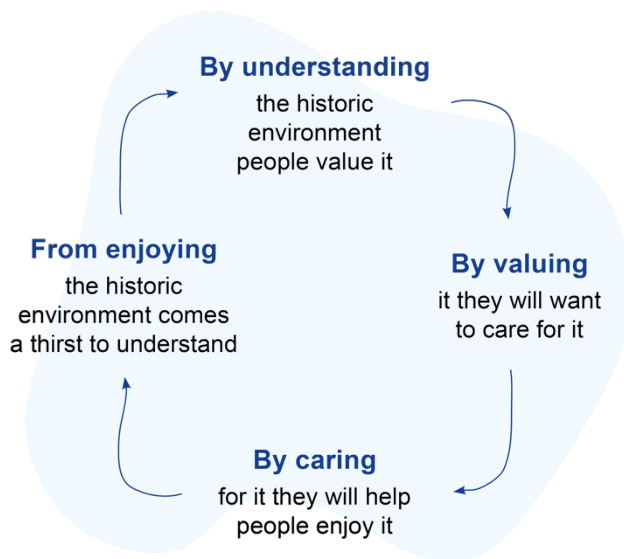 By understanding
the historic
environment
people value it
By valuing
it they will want
to care for it
By caring
for it they will help
people enjoy it
From enjoying
the historic
environment comes
a thirst to understand